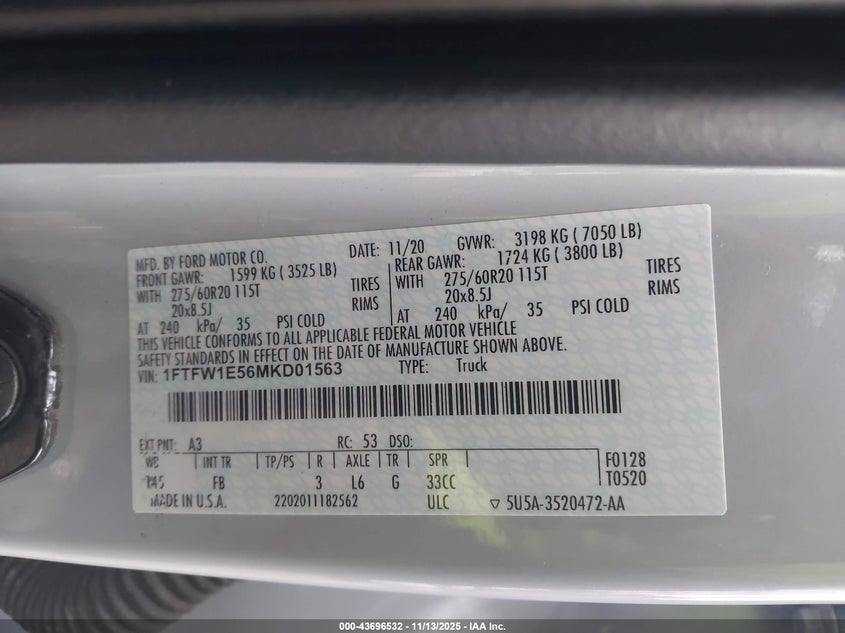 MFD. BY FORD MOTOR CO. DATE: 11/20 GVWR: 3198 KG ( 7050 LB)
FRONT GAWR: 1599 KG ( 3525 LB) REAR GAWR: 1724 KG ( 3800 LB)
WITH 275/60R20 115T TIRES WITH 275/60R20 115T TIRES
20x8.5J RIMS 20x8.5J RIMS
AT 240 kPa/ 35 PSI COLD AT 240 kPa/ 35 PSI COLD
THIS VEHICLE CONFORMS TO ALL APPLICABLE FEDERAL MOTOR VEHICLE
SAFETY STANDARDS IN EFFECT ON THE DATE OF MANUFACTURE SHOWN ABOVE.
VIN: 1FTFW1E56MKD01563 TYPE: Truck
EXT PNT: A3 RC: 53 DSO:
WB INT TR TP/PS R AXLE TR SPR F0128
145 FB 3 L6 G 33CC T0520
MADE IN U.S.A. 2202011182562 ULC ▽ 5U5A-3520472-AA
000-43696532 - 11/13/2025 - IAA Inc.